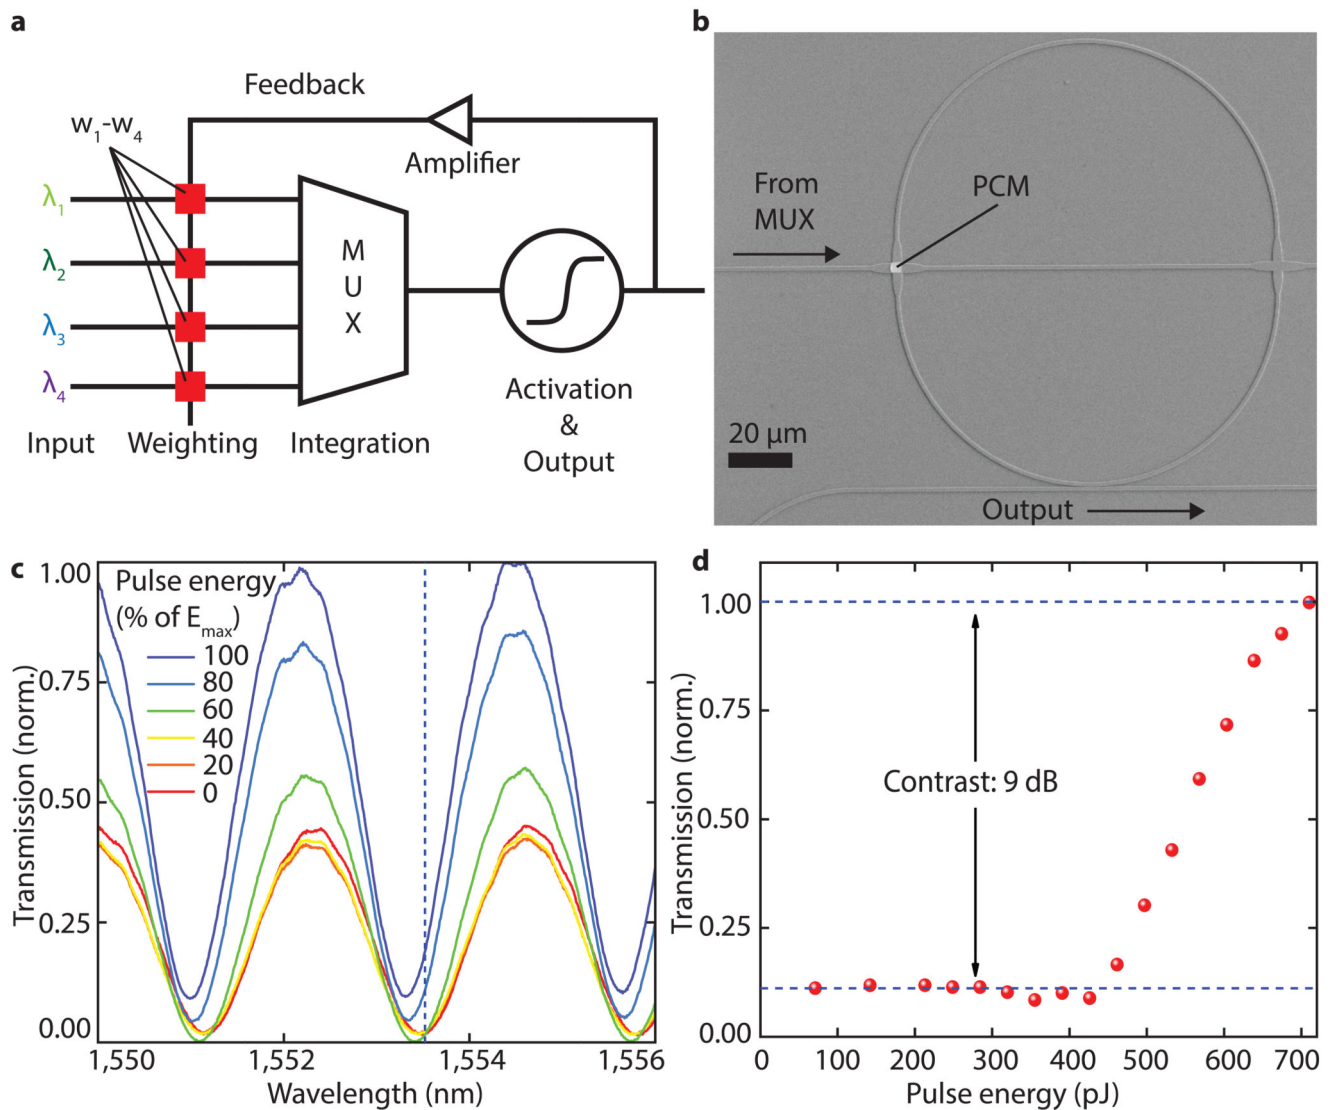 a
Feedback
w₁-w₄
Amplifier
λ₁
λ₂
λ₃
λ₄
M
U
X
Input
Weighting
Integration
Activation
&
Output
b
From
MUX
PCM
20 µm
Output
c
Pulse energy
(% of Eₘₐₓ)
100
80
60
40
20
0
1.00
0.75
0.50
0.25
0.00
Transmission (norm.)
1,550
1,552
1,554
1,556
Wavelength (nm)
d
1.00
0.75
0.50
0.25
0.00
Transmission (norm.)
Contrast: 9 dB
0
100
200
300
400
500
600
700
Pulse energy (pJ)